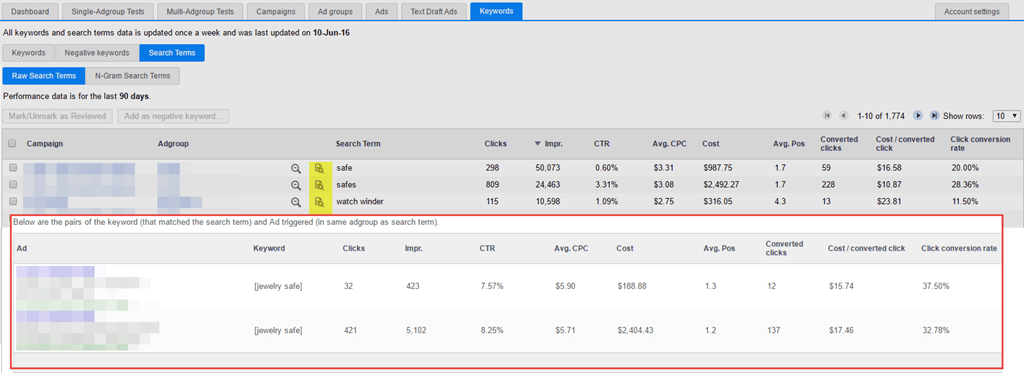 Dashboard Single-Adgroup Tests Multi-Adgroup Tests Campaigns Ad groups Ads Text Draft Ads Keywords Account settings
All keywords and search terms data is updated once a week and was last updated on 10-Jun-16
Keywords Negative keywords Search Terms
Raw Search Terms N-Gram Search Terms
Performance data is for the last 90 days.
Mark/Unmark as Reviewed Add as negative keyword... 1-10 of 1,774 Show rows: 10
Campaign Adgroup Search Term Clicks Impr. CTR Avg. CPC Cost Avg. Pos Converted clicks Cost / converted click Click conversion rate
safe 298 50,073 0.60% $3.31 $987.75 1.7 59 $16.58 20.00%
safes 809 24,463 3.31% $3.08 $2,492.27 1.7 228 $10.87 28.36%
watch winder 115 10,598 1.09% $2.75 $316.05 4.3 13 $23.81 11.50%
Below are the pairs of the keyword (that matched the search term) and Ad triggered (in same adgroup as search term).
Ad Keyword Clicks Impr. CTR Avg. CPC Cost Avg. Pos Converted clicks Cost / converted click Click conversion rate
[jewelry safe] 32 423 7.57% $5.90 $188.88 1.3 12 $15.74 37.50%
[jewelry safe] 421 5,102 8.25% $5.71 $2,404.43 1.2 137 $17.46 32.78%